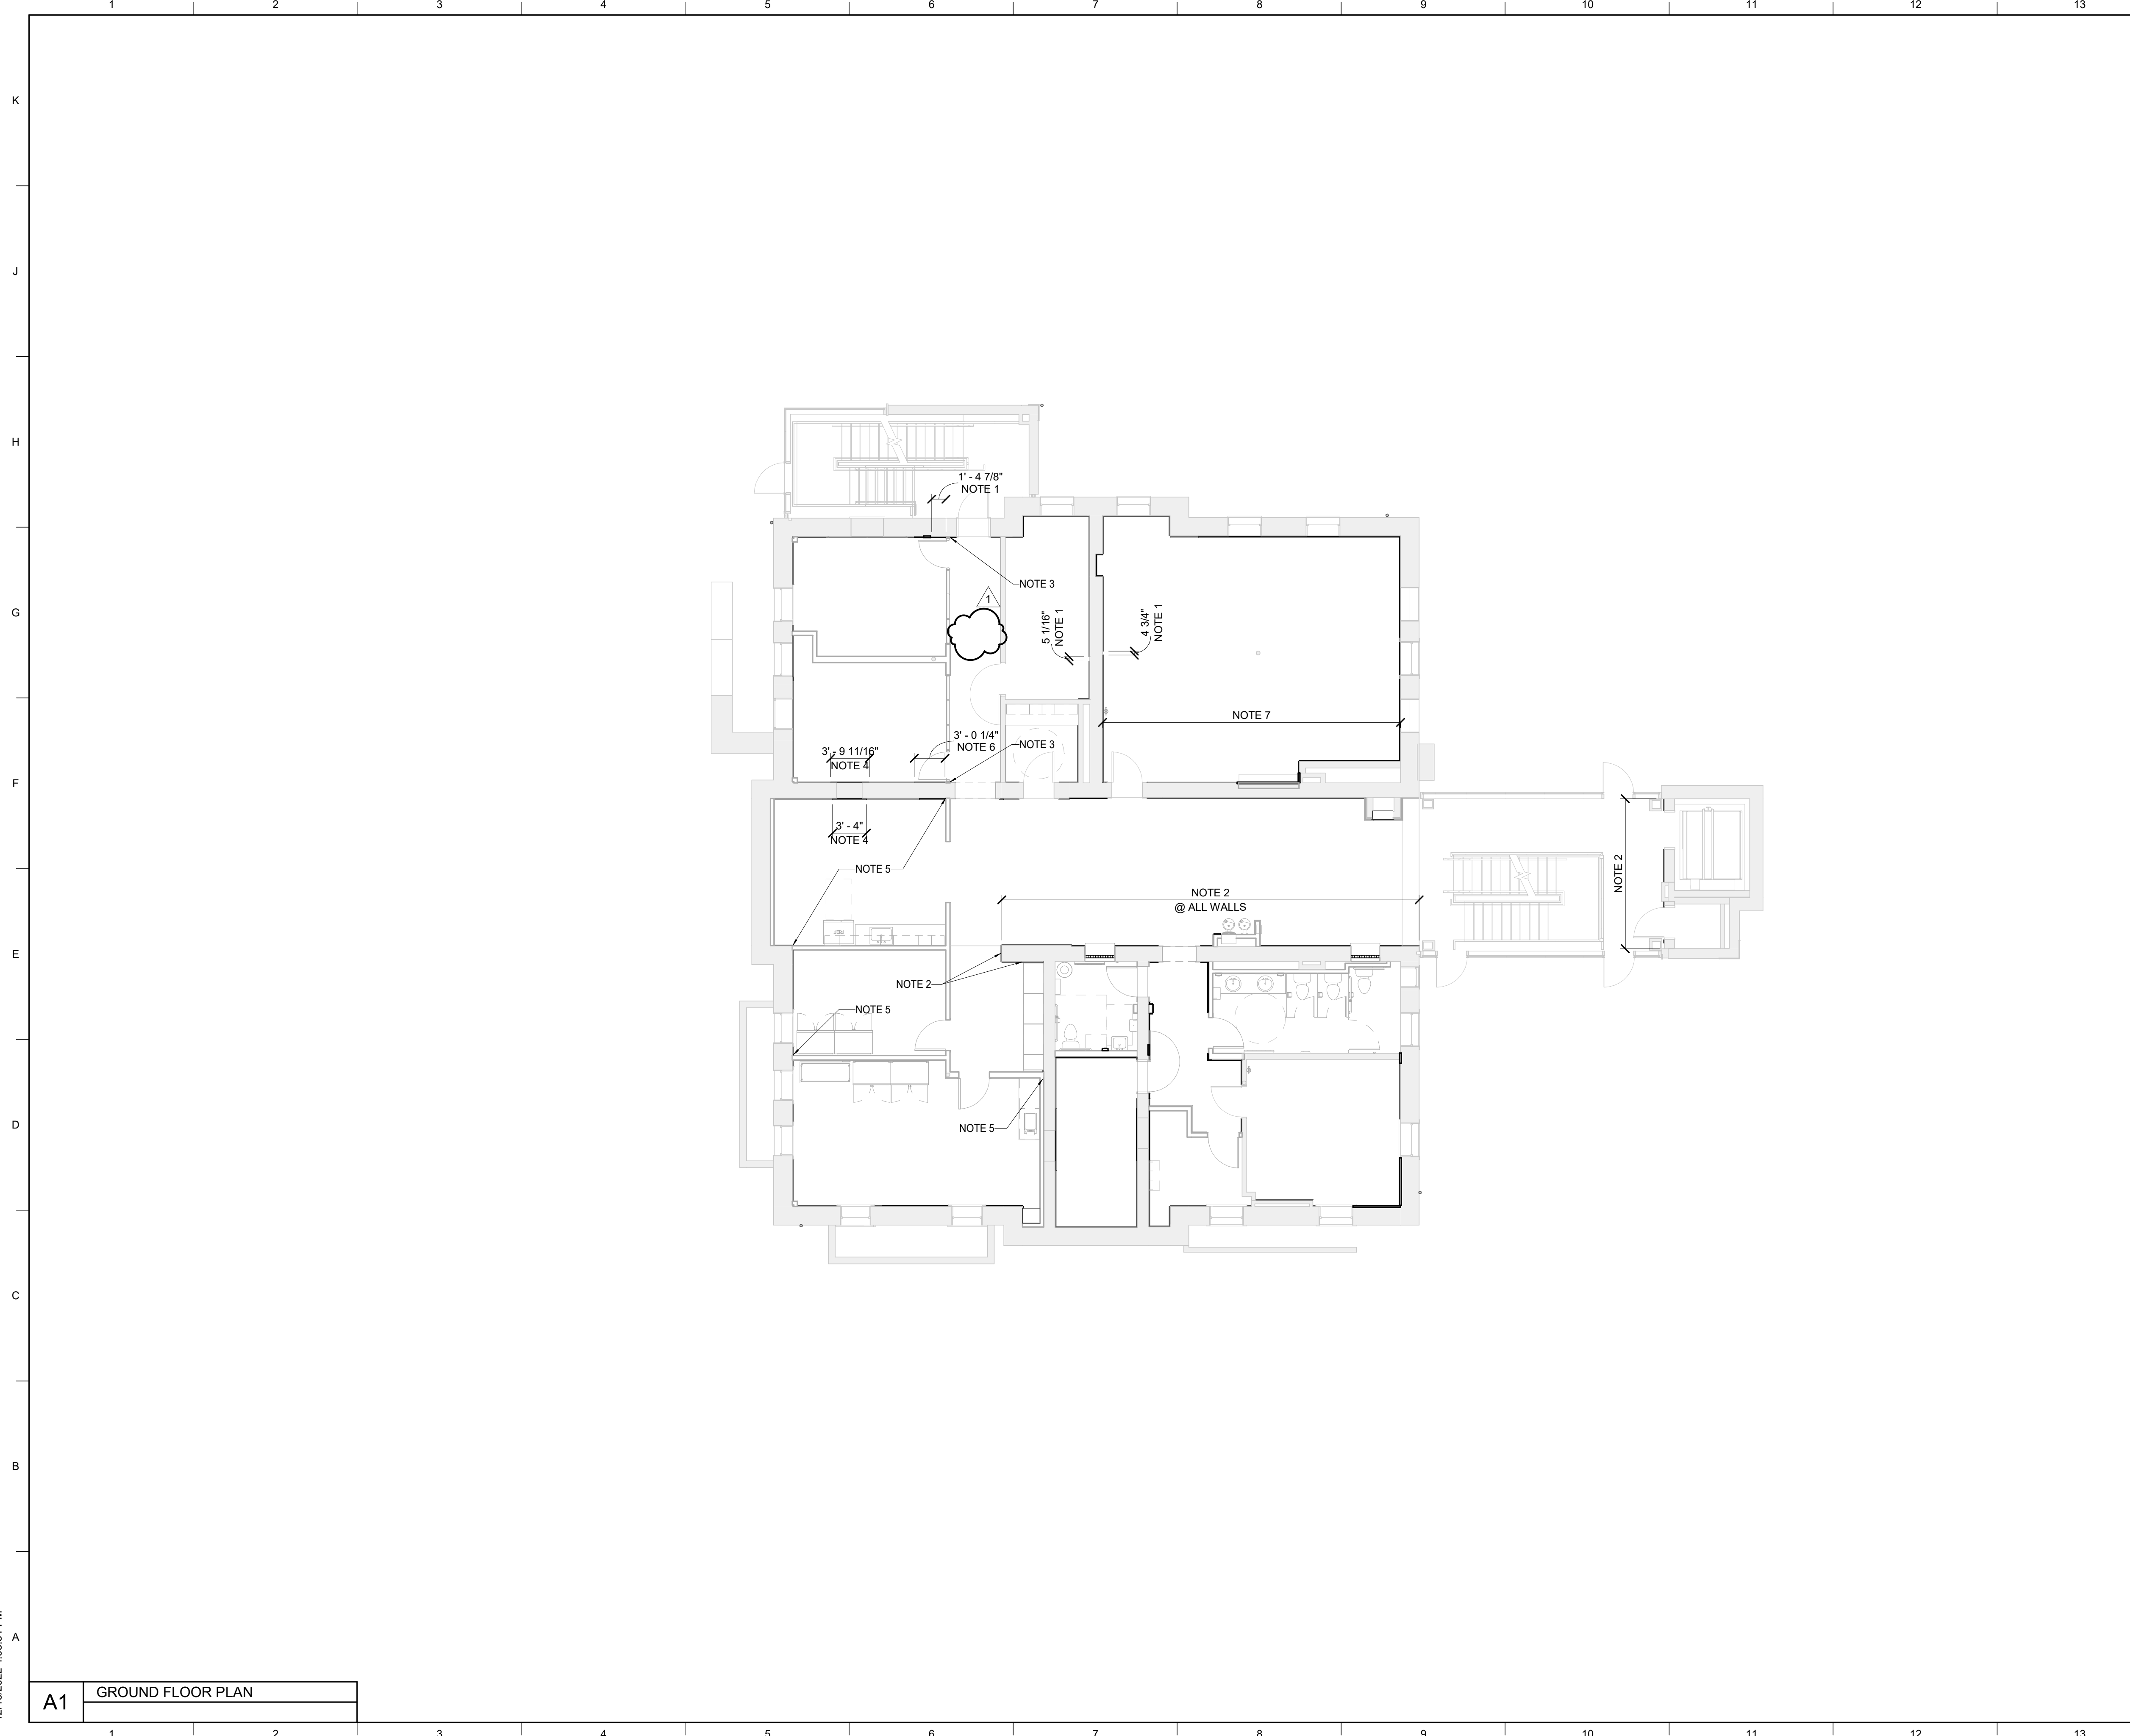 1 2 3 4 5 6 7 8 9 10 11 12 13
K
J
H
G
F
E
D
C
B
A
1' - 4 7/8"
NOTE 1
NOTE 3
1
5 1/16"
NOTE 1
4 3/4"
NOTE 1
NOTE 7
3' - 0 1/4"
NOTE 6
NOTE 3
3' - 9 11/16"
NOTE 4
3' - 4"
NOTE 4
NOTE 5
NOTE 2
NOTE 2
@ ALL WALLS
NOTE 2
NOTE 5
NOTE 5
A1
GROUND FLOOR PLAN
1 2 3 4 5 6 7 8 9 10 11 12 13